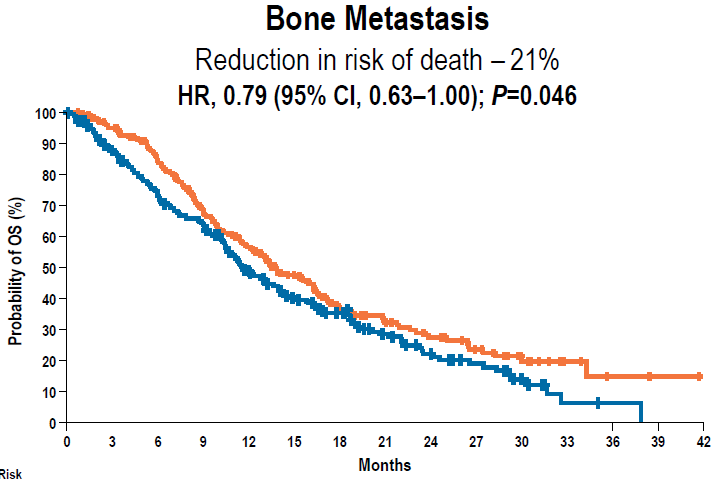 Bone Metastasis
Reduction in risk of death – 21%
HR, 0.79 (95% CI, 0.63–1.00); P=0.046
Probability of OS (%)
100
90
80
70
60
50
40
30
20
10
0
0 3 6 9 12 15 18 21 24 27 30 33 36 39 42
Months
Risk